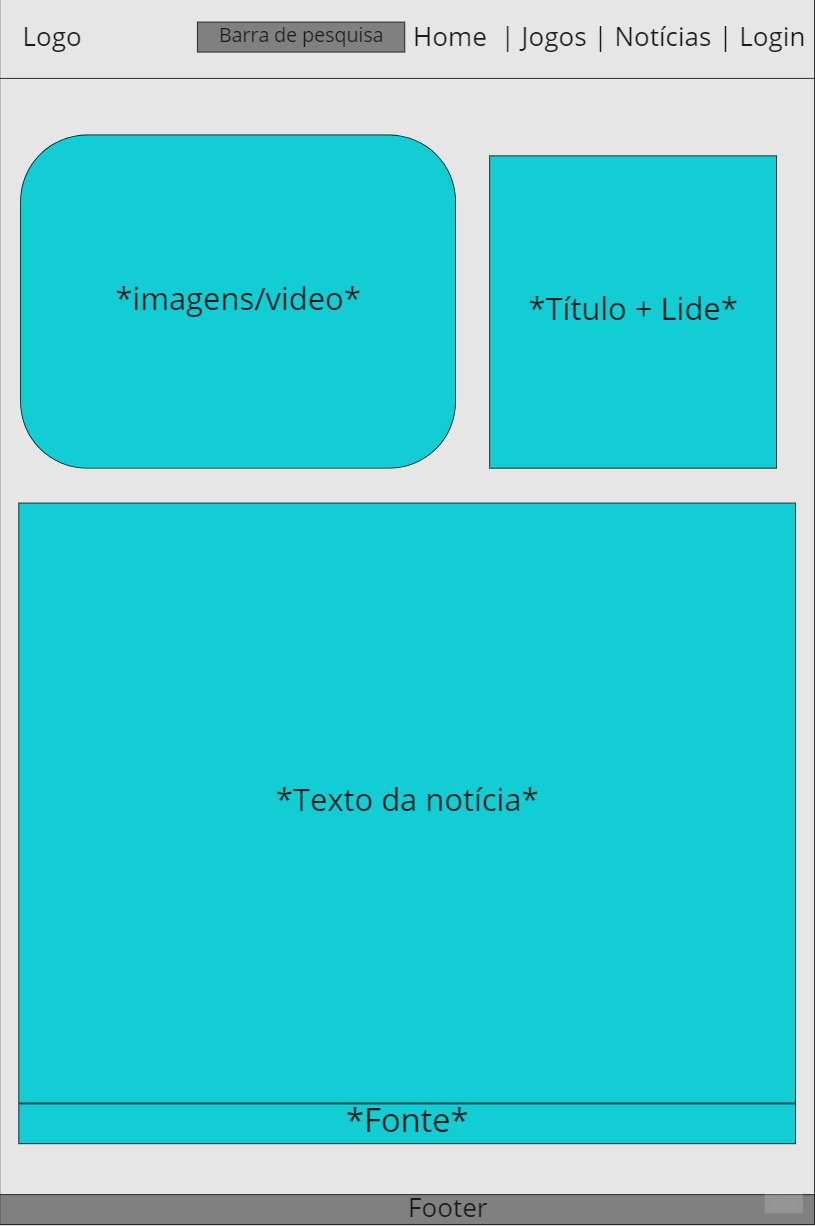 Logo Barra de pesquisa Home | Jogos | Notícias | Login
*imagens/video*
*Título + Lide*
*Texto da notícia*
*Fonte*
Footer